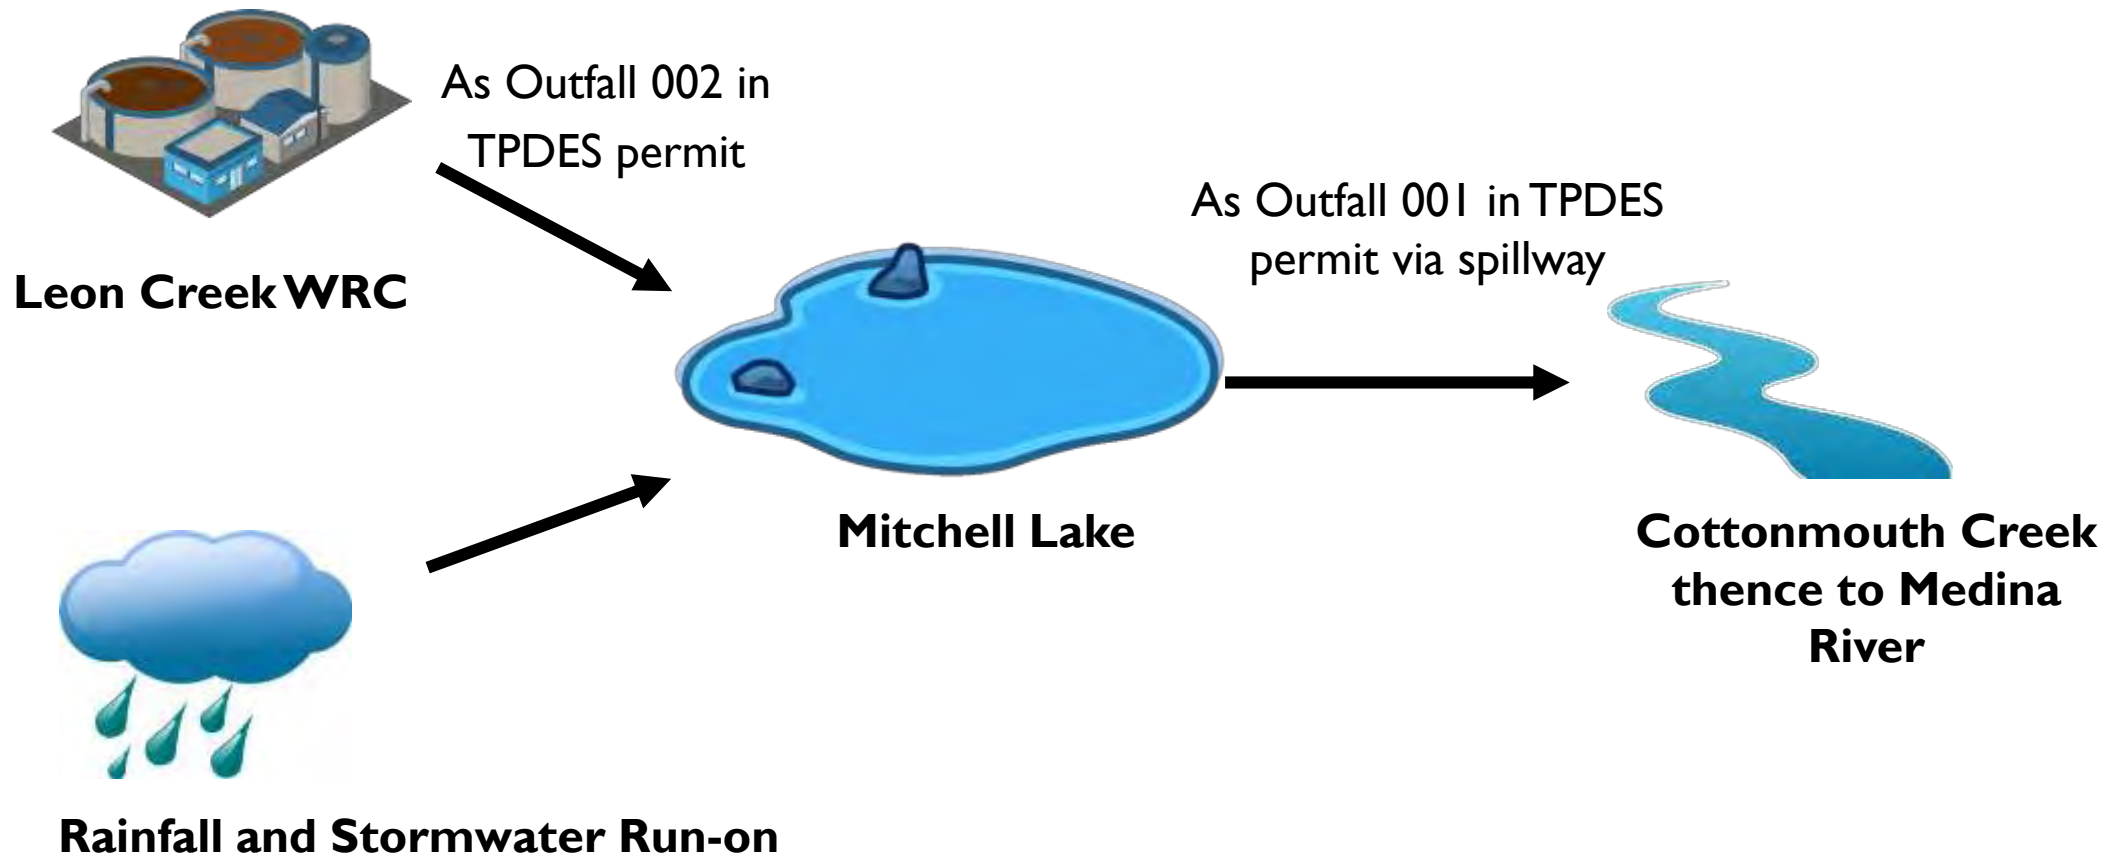 As Outfall 002 in
TPDES permit
Leon Creek WRC
As Outfall 001 in TPDES
permit via spillway
Mitchell Lake
Cottonmouth Creek
thence to Medina
River
Rainfall and Stormwater Run-on